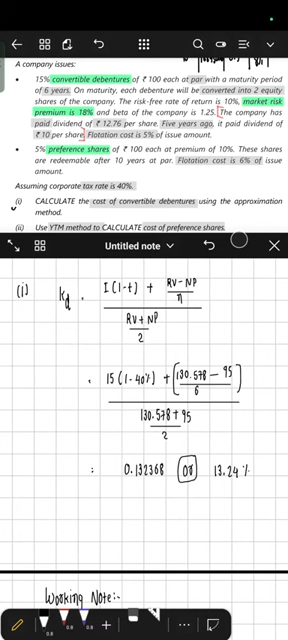 A company issues:
• 15% convertible debentures of ₹ 100 each at par with a maturity period
of 6 years. On maturity, each debenture will be converted into 2 equity
shares of the company. The risk-free rate of return is 10%, market risk
premium is 18% and beta of the company is 1.25. The company has
paid dividend of ₹ 12.76 per share. Five years ago, it paid dividend of
₹ 10 per share. Flotation cost is 5% of issue amount.
• 5% preference shares of ₹ 100 each at premium of 10%. These shares
are redeemable after 10 years at par. Flotation cost is 6% of issue
amount.
Assuming corporate tax rate is 40%.
(i) CALCULATE the cost of convertible debentures using the approximation
method.
(ii) Use YTM method to CALCULATE cost of preference shares.
Untitled note
(i) Kd = I(1-t) + RV-NP
n
RV + NP
2
= 15(1-40%) + (130.578 - 95)
6
130.578 + 95
2
= 0.132368 or 13.24%
Working Note:-
0.8 0.8 0.8 0.8